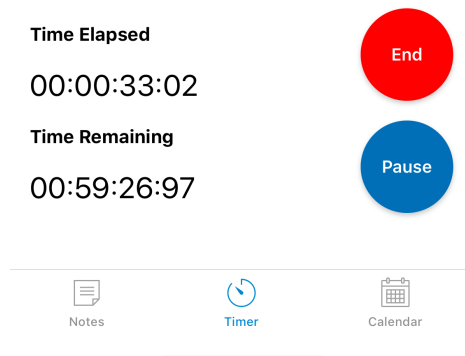 Time Elapsed
End
00:00:33:02
Time Remaining
Pause
00:59:26:97
Notes
Timer
Calendar